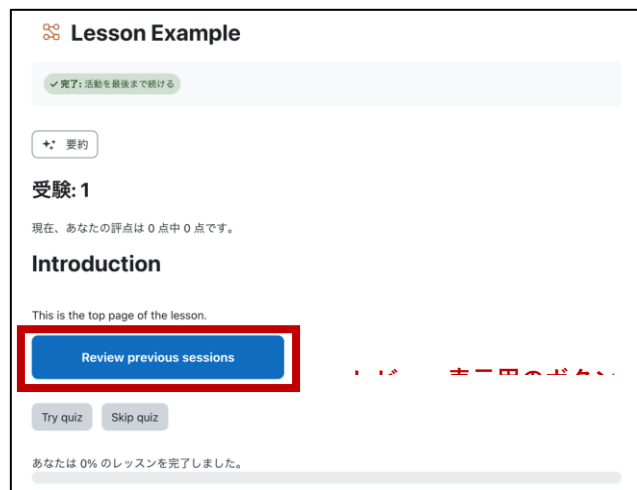 Lesson Example
✓ 完了: 活動を最後まで続ける
要約
受験: 1
現在、あなたの評点は 0 点中 0 点です。
Introduction
This is the top page of the lesson.
Review previous sessions
Try quiz Skip quiz
あなたは 0% のレッスンを完了しました。